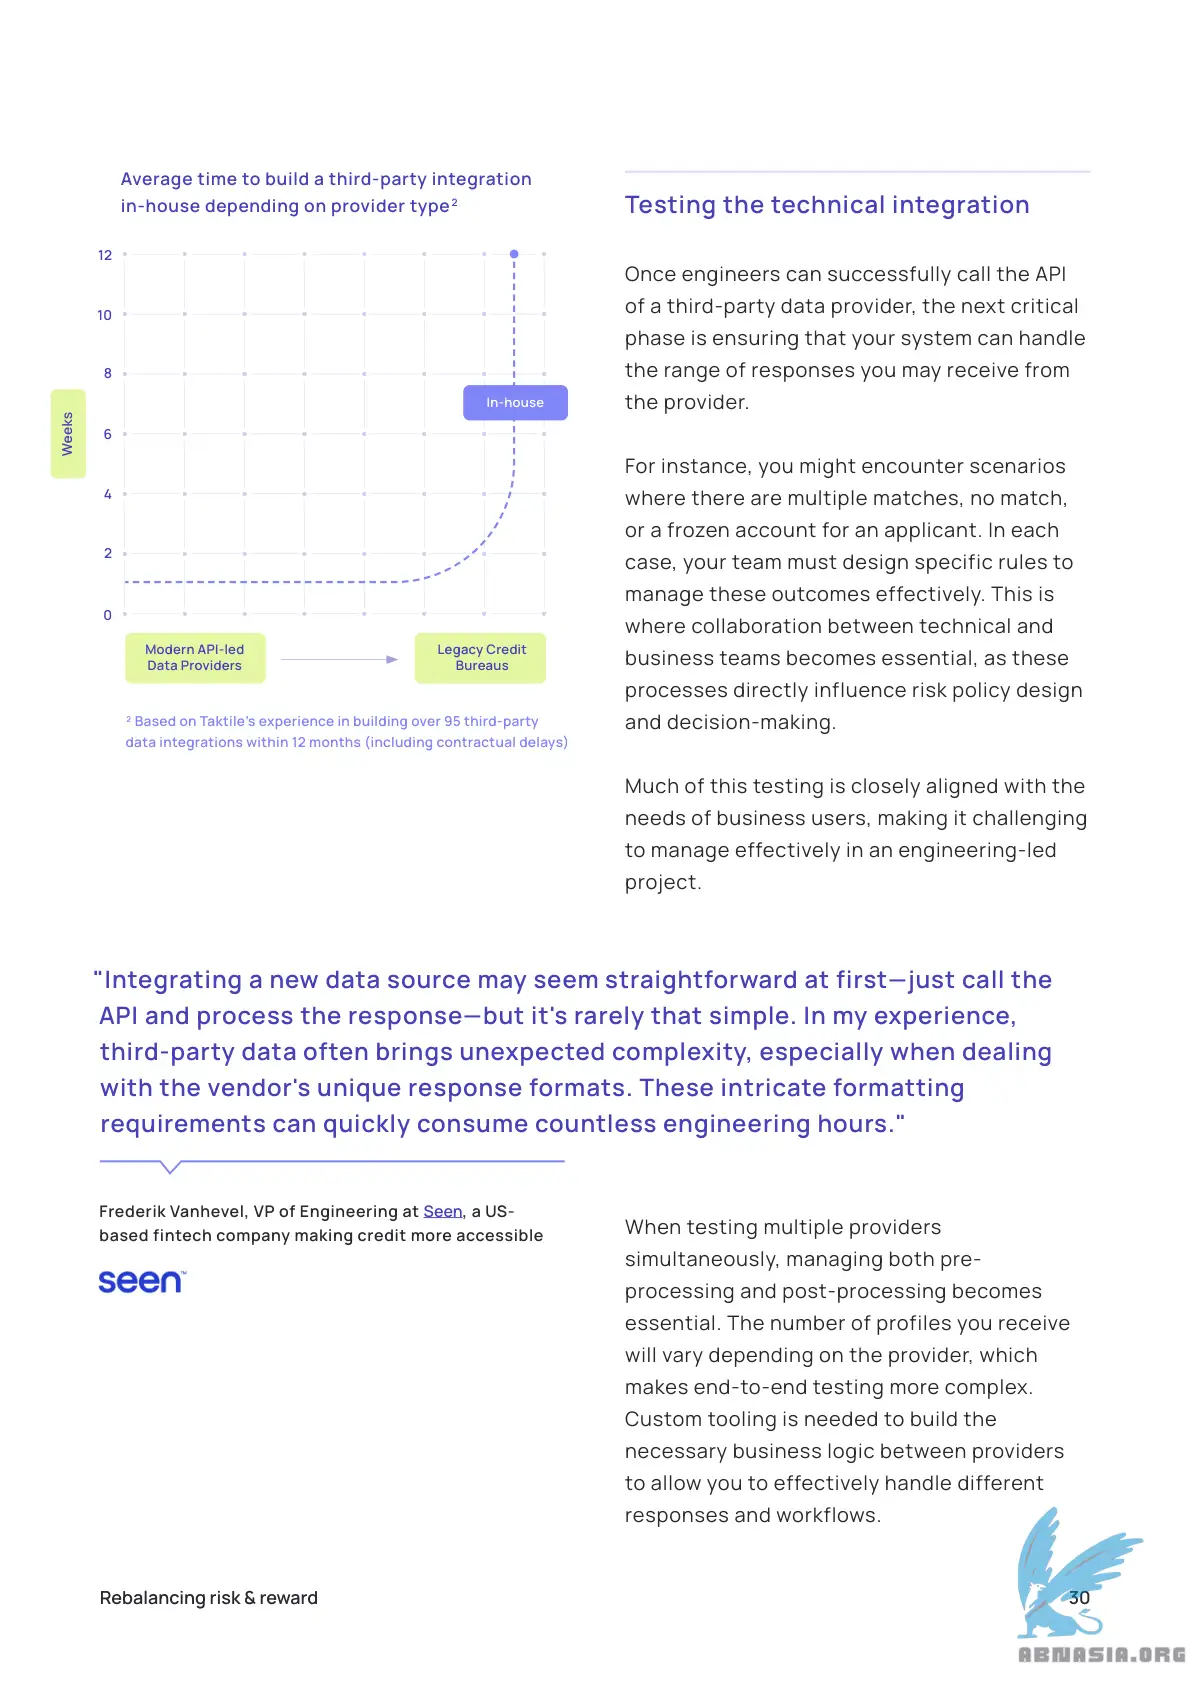 Average time to build a third-party integration
in-house depending on provider type²
12
10
8
6
4
2
0
Weeks
In-house
Modern API-led
Data Providers
Legacy Credit
Bureaus
² Based on Taktile's experience in building over 95 third-party
data integrations within 12 months (including contractual delays)
Testing the technical integration
Once engineers can successfully call the API
of a third-party data provider, the next critical
phase is ensuring that your system can handle
the range of responses you may receive from
the provider.
For instance, you might encounter scenarios
where there are multiple matches, no match,
or a frozen account for an applicant. In each
case, your team must design specific rules to
manage these outcomes effectively. This is
where collaboration between technical and
business teams becomes essential, as these
processes directly influence risk policy design
and decision-making.
Much of this testing is closely aligned with the
needs of business users, making it challenging
to manage effectively in an engineering-led
project.
"Integrating a new data source may seem straightforward at first—just call the
API and process the response—but it's rarely that simple. In my experience,
third-party data often brings unexpected complexity, especially when dealing
with the vendor's unique response formats. These intricate formatting
requirements can quickly consume countless engineering hours."
Frederik Vanhevel, VP of Engineering at Seen, a US-
based fintech company making credit more accessible
seen™
When testing multiple providers
simultaneously, managing both pre-
processing and post-processing becomes
essential. The number of profiles you receive
will vary depending on the provider, which
makes end-to-end testing more complex.
Custom tooling is needed to build the
necessary business logic between providers
to allow you to effectively handle different
responses and workflows.
Rebalancing risk & reward
30
ABNASIA.ORG